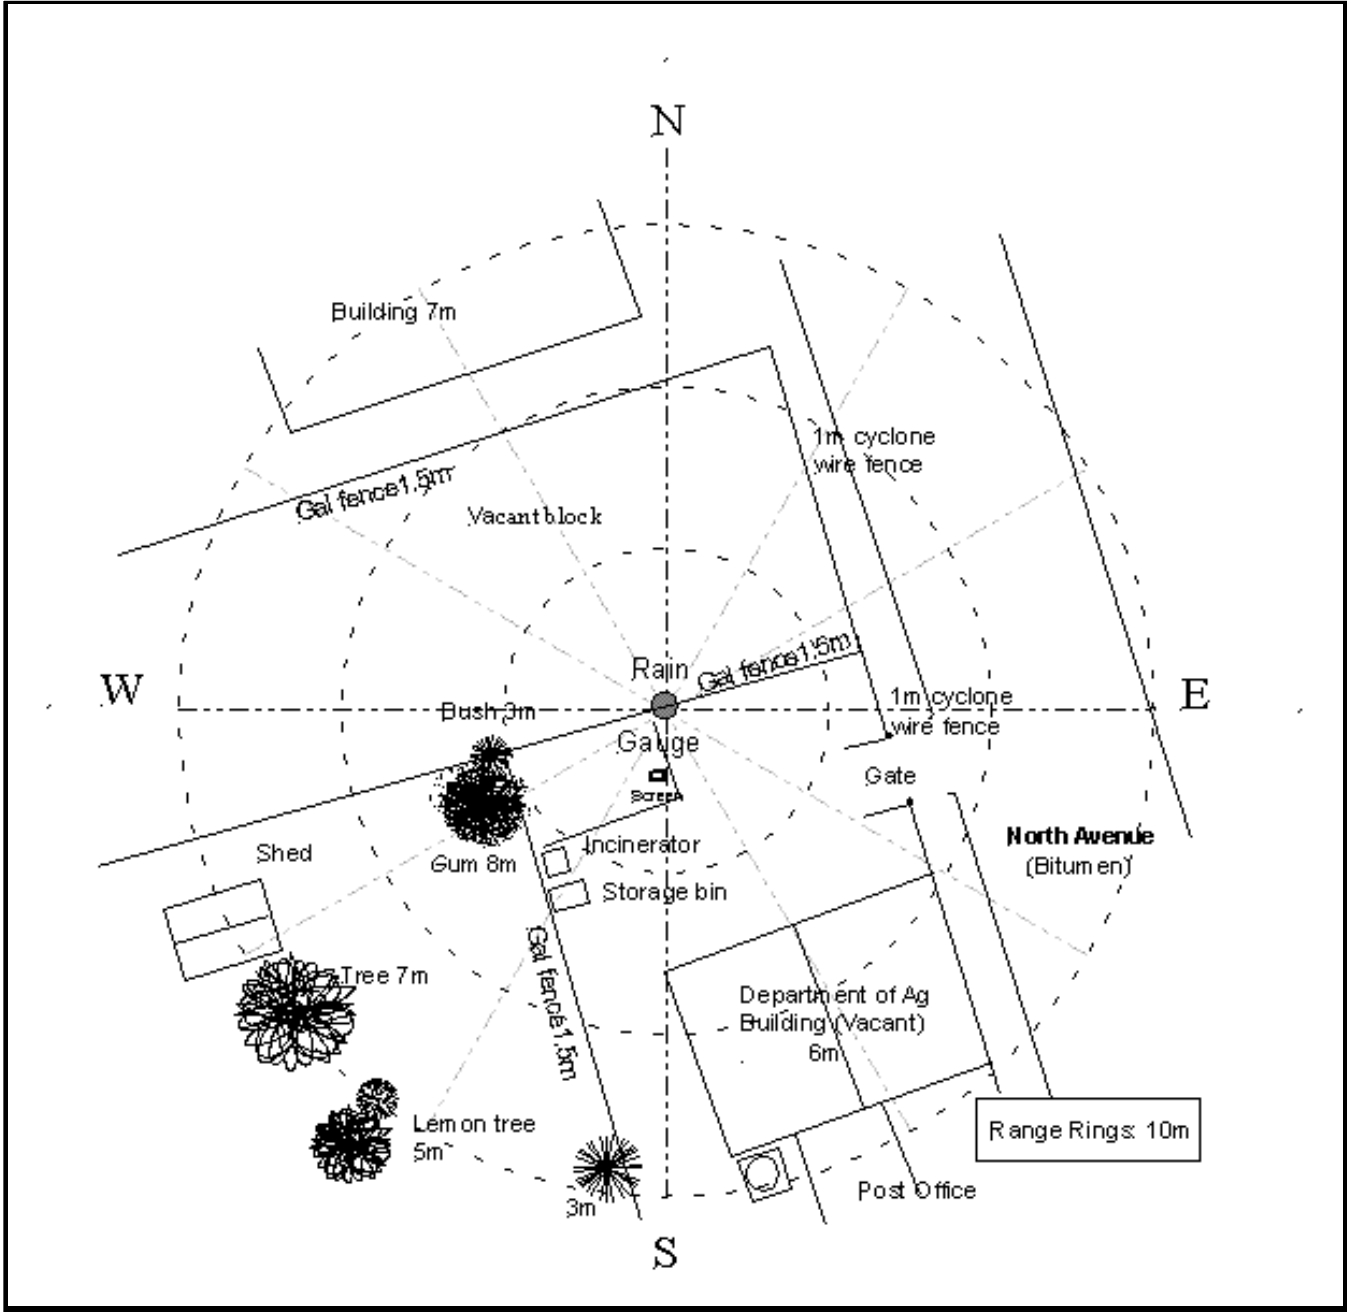 N
Building 7m
1m cyclone
wire fence
Gal fence1.5m
Vacant block
Rain
Gal fence1.5m
W
E
Bush 3m
1m cyclone
wire fence
Gauge
Gate
Screen
North Avenue
(Bitumen)
Incinerator
Shed
Gum 8m
Storage bin
Gal fence1.5m
Tree 7m
Department of Ag
Building (Vacant)
6m
Lemon tree
5m
Range Rings: 10m
Post Office
3m
S